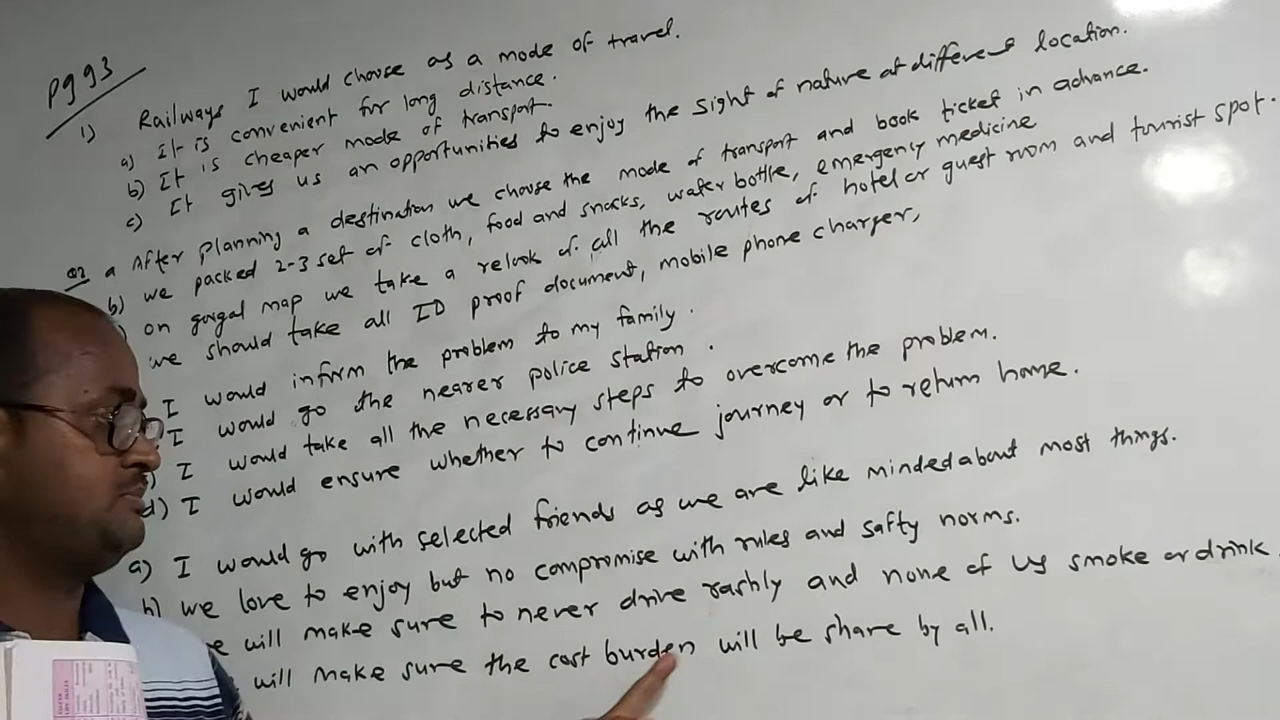 Pg 93
1) Railways I would choose as a mode of travel.
a) It is convenient for long distance.
b) It is cheaper mode of transport.
c) It gives us an opportunities to enjoy the sight of nature at different location.
Q2 a After planning a destination we choose the mode of transport and book ticket in advance.
b) we packed 2-3 set of cloth, food and snacks, water bottle, emergency medicine
) on googal map we take a relook of all the routes of hotel or guest room and tourist spot.
we should take all ID proof document, mobile phone charger,
I would inform the problem to my family.
I would go the nearer police station.
) I would take all the necessary steps to overcome the problem.
d) I would ensure whether to continue journey or to return home.
a) I would go with selected friends as we are like minded about most things.
b) we love to enjoy but no compromise with rules and safty norms.
e will make sure to never drive rashly and none of us smoke or drink.
will make sure the cost burden will be share by all.